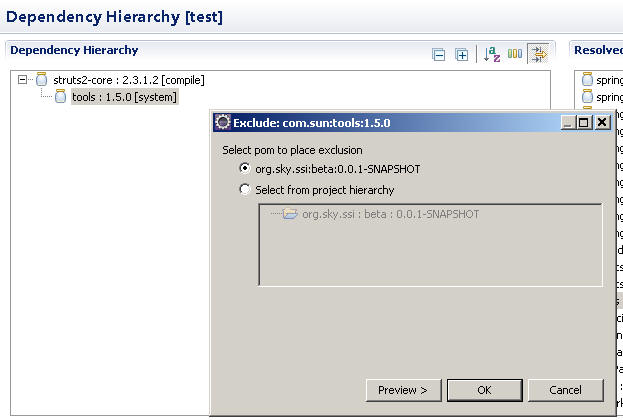 Dependency Hierarchy [test]
Dependency Hierarchy
Resolved
struts2-core : 2.3.1.2 [compile]
tools : 1.5.0 [system]
spring
spring
Exclude: com.sun:tools:1.5.0
Select pom to place exclusion
org.sky.ssi:beta:0.0.1-SNAPSHOT
Select from project hierarchy
org.sky.ssi : beta : 0.0.1-SNAPSHOT
Preview >
OK
Cancel